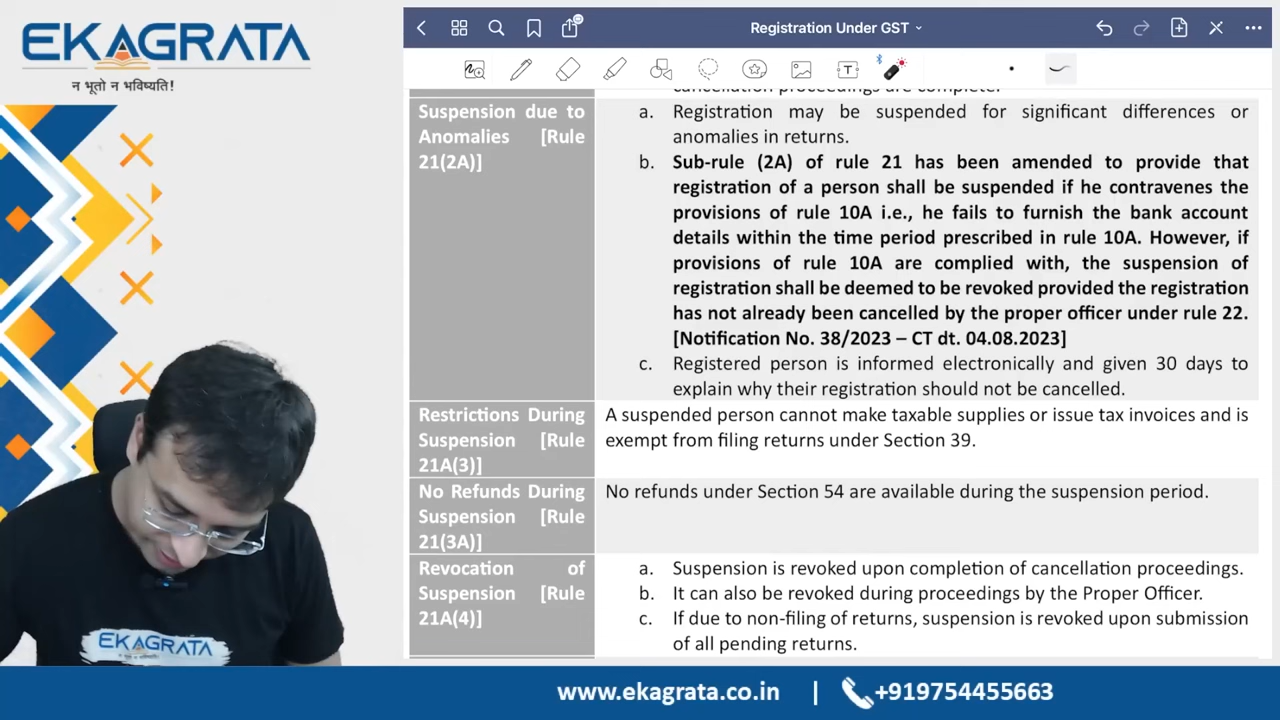 EKAGRATA
न भूतो न भविष्यति!
Registration Under GST
cancellation proceedings are complete.
Suspension due to
Anomalies [Rule
21(2A)]
a. Registration may be suspended for significant differences or
anomalies in returns.
b. Sub-rule (2A) of rule 21 has been amended to provide that
registration of a person shall be suspended if he contravenes the
provisions of rule 10A i.e., he fails to furnish the bank account
details within the time period prescribed in rule 10A. However, if
provisions of rule 10A are complied with, the suspension of
registration shall be deemed to be revoked provided the registration
has not already been cancelled by the proper officer under rule 22.
[Notification No. 38/2023 – CT dt. 04.08.2023]
c. Registered person is informed electronically and given 30 days to
explain why their registration should not be cancelled.
Restrictions During
Suspension [Rule
21A(3)]
A suspended person cannot make taxable supplies or issue tax invoices and is
exempt from filing returns under Section 39.
No Refunds During
Suspension [Rule
21(3A)]
No refunds under Section 54 are available during the suspension period.
Revocation of
Suspension [Rule
21A(4)]
a. Suspension is revoked upon completion of cancellation proceedings.
b. It can also be revoked during proceedings by the Proper Officer.
c. If due to non-filing of returns, suspension is revoked upon submission
of all pending returns.
EKAGRATA
www.ekagrata.co.in | +919754455663